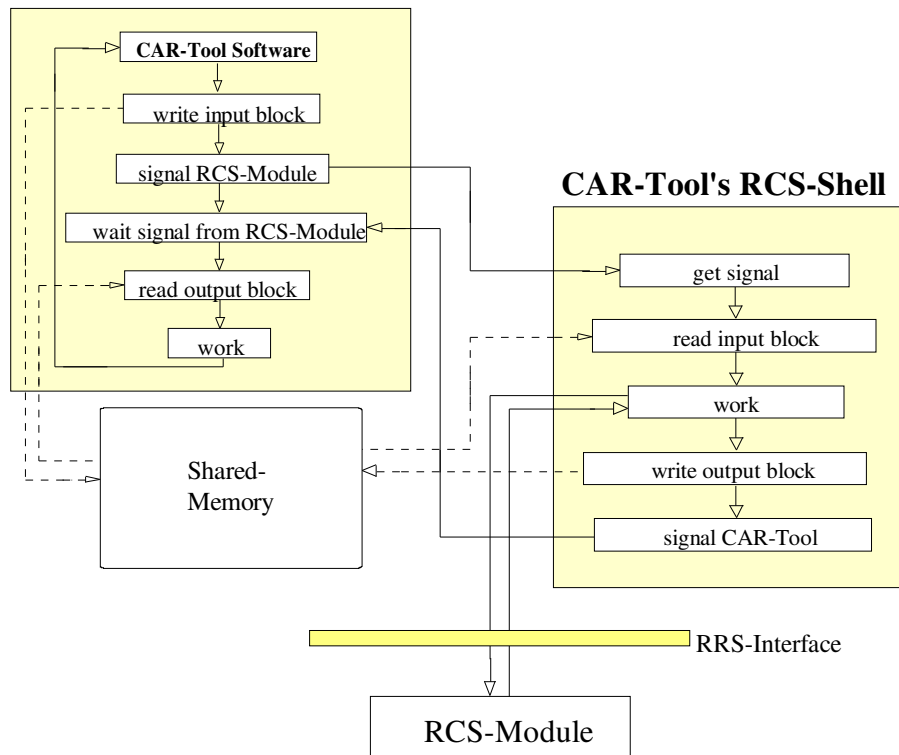 CAR-Tool Software
write input block
signal RCS-Module
wait signal from RCS-Module
read output block
work
CAR-Tool's RCS-Shell
get signal
read input block
work
write output block
signal CAR-Tool
Shared-
Memory
RRS-Interface
RCS-Module